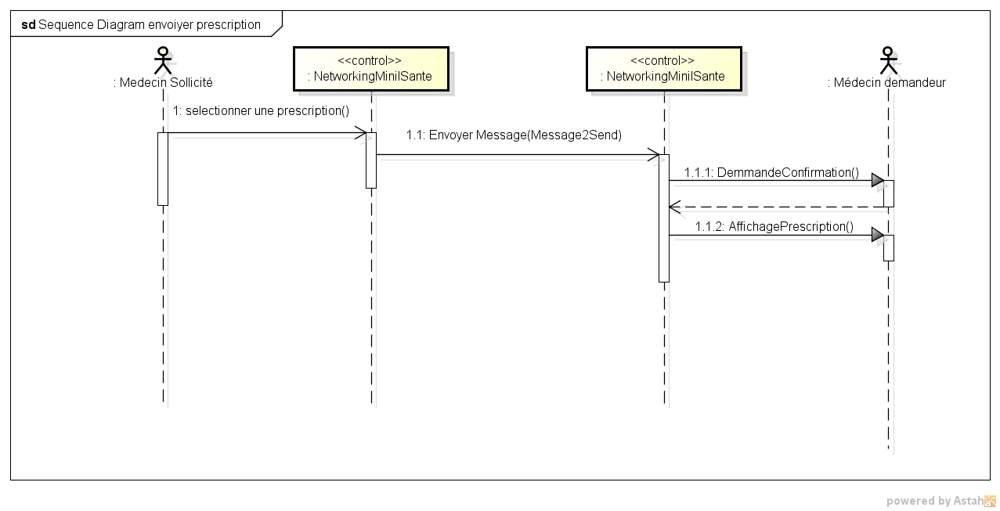 sd Sequence Diagram envoiyer prescription
: Medecin Sollicité
<<control>>
: NetworkingMinilSante
<<control>>
: NetworkingMinilSante
: Médecin demandeur
1: selectionner une prescription()
1.1: Envoyer Message(Message2Send)
1.1.1: DemmandeConfirmation()
1.1.2: AffichagePrescription()
powered by Astah